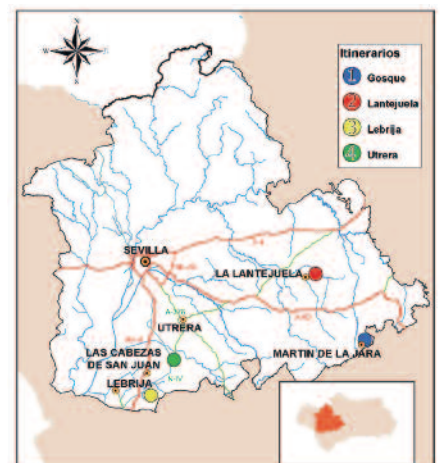 N
W
E
S
Itinerarios
1 Gosque
2 Lantejuela
3 Lebrija
4 Utrera
SEVILLA
LA LANTEJUELA
UTRERA
MARTIN DE LA JARA
LAS CABEZAS
DE SAN JUAN
N-IV
LEBRIJA